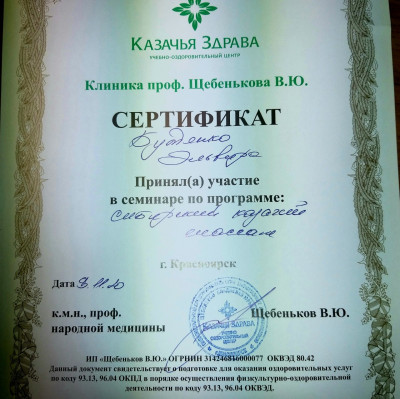 КАЗАЧЬЯ ЗДРАВА
УЧЕБНО-ОЗДОРОВИТЕЛЬНЫЙ ЦЕНТР
Клиника проф. Щебенькова В.Ю.
СЕРТИФИКАТ
Эльвира
Принял(а) участие
в семинаре по программе:
сибирский казачий
массаж
г. Красноярск
Дата
к.м.н., проф. Щебеньков В.Ю.
народной медицины
КАЗАЧЬЯ
ЗДРАВА
ИП «Щебеньков В.Ю.» ОГРНИП 314246816000077 ОКВЭД 80.42
Данный документ свидетельствует о подготовке для оказания оздоровительных услуг
по коду 93.13, 96.04 ОКПД в порядке осуществления физкультурно-оздоровительной
деятельности по коду 93.13, 96.04 ОКВЭД.